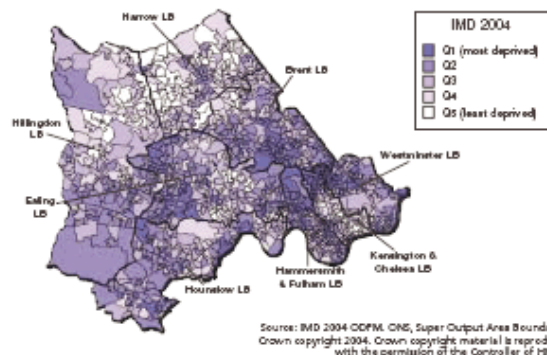 Harrow LB
IMD 2004
Q1 (most deprived)
Q2
Q3
Q4
Q5 (least deprived)
Brent LB
Hillingdon
LB
Westminster LB
Ealing
LB
Kensington &
Chelsea LB
Hammersmith
& Fulham LB
Hounslow LB
Source: IMD 2004 ODPM. ONS, Super Output Area
Crown copyright 2004. Crown copyright material is
with the permission of the Controller of